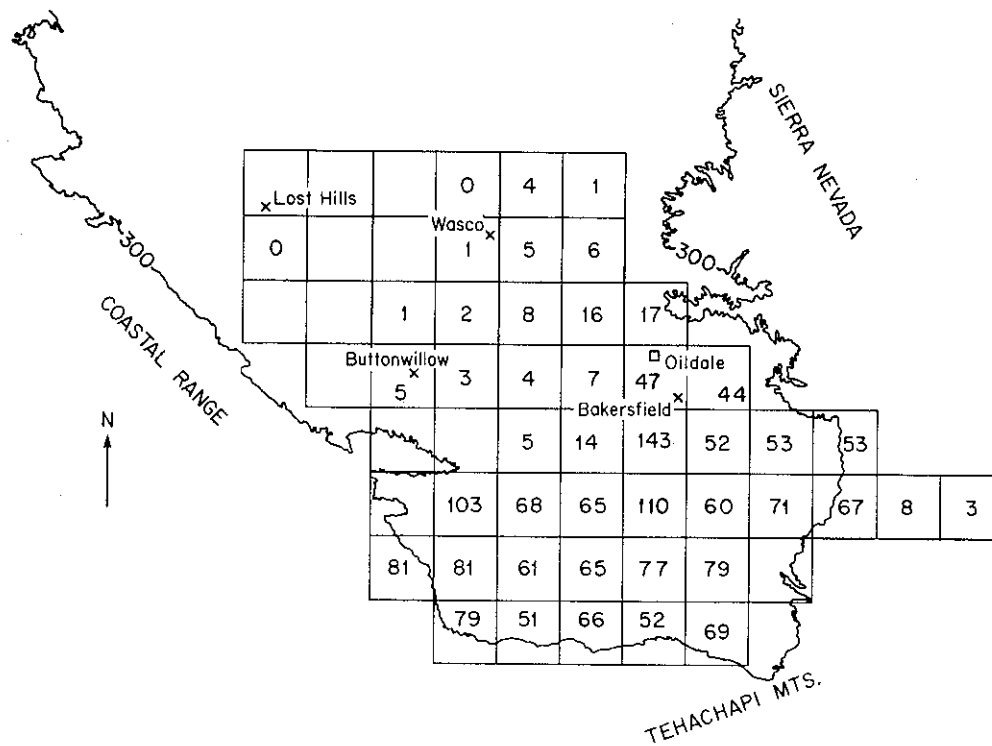 SIERRA NEVADA
0 4 1
Lost Hills
Wasco
0 1 5 6
300
300
COASTAL RANGE
1 2 8 16 17
Buttonwillow
Oildale
5 3 4 7 47 44
Bakersfield
N
5 14 143 52 53 53
103 68 65 110 60 71 67 8 3
81 81 61 65 77 79
79 51 66 52 69
TEHACHAPI MTS.